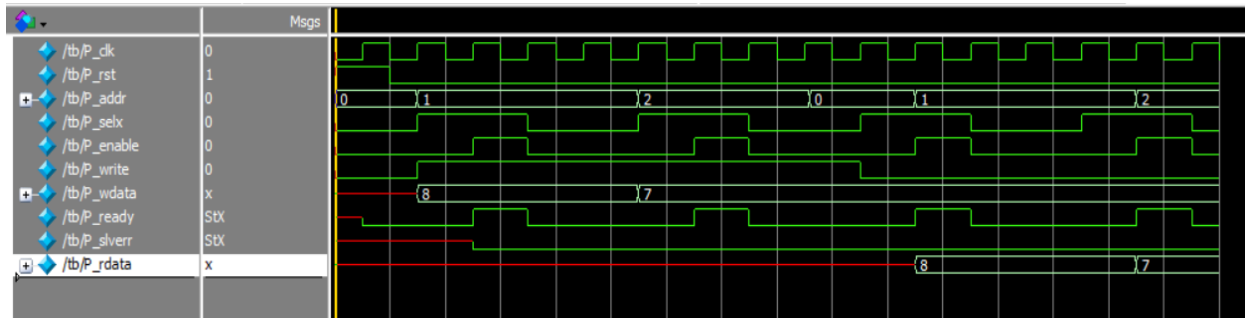 Msgs
/tb/P_clk 0
/tb/P_rst 1
/tb/P_addr 0 0 1 2 0 1 2
/tb/P_selx 0
/tb/P_enable 0
/tb/P_write 0
/tb/P_wdata x 8 7
/tb/P_ready StX
/tb/P_slverr StX
/tb/P_rdata x 8 7